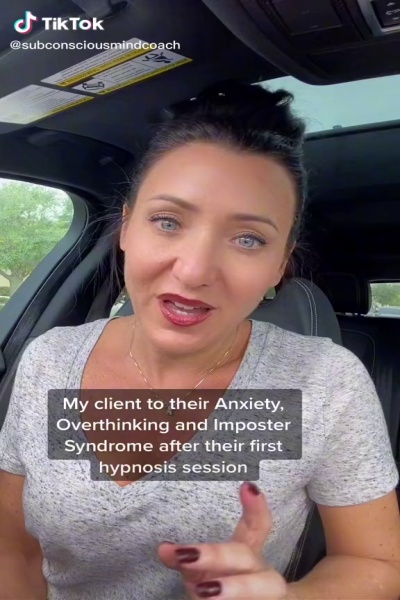 TikTok
@subconsciousmindcoach
My client to their Anxiety,
Overthinking and Imposter
Syndrome after their first
hypnosis session